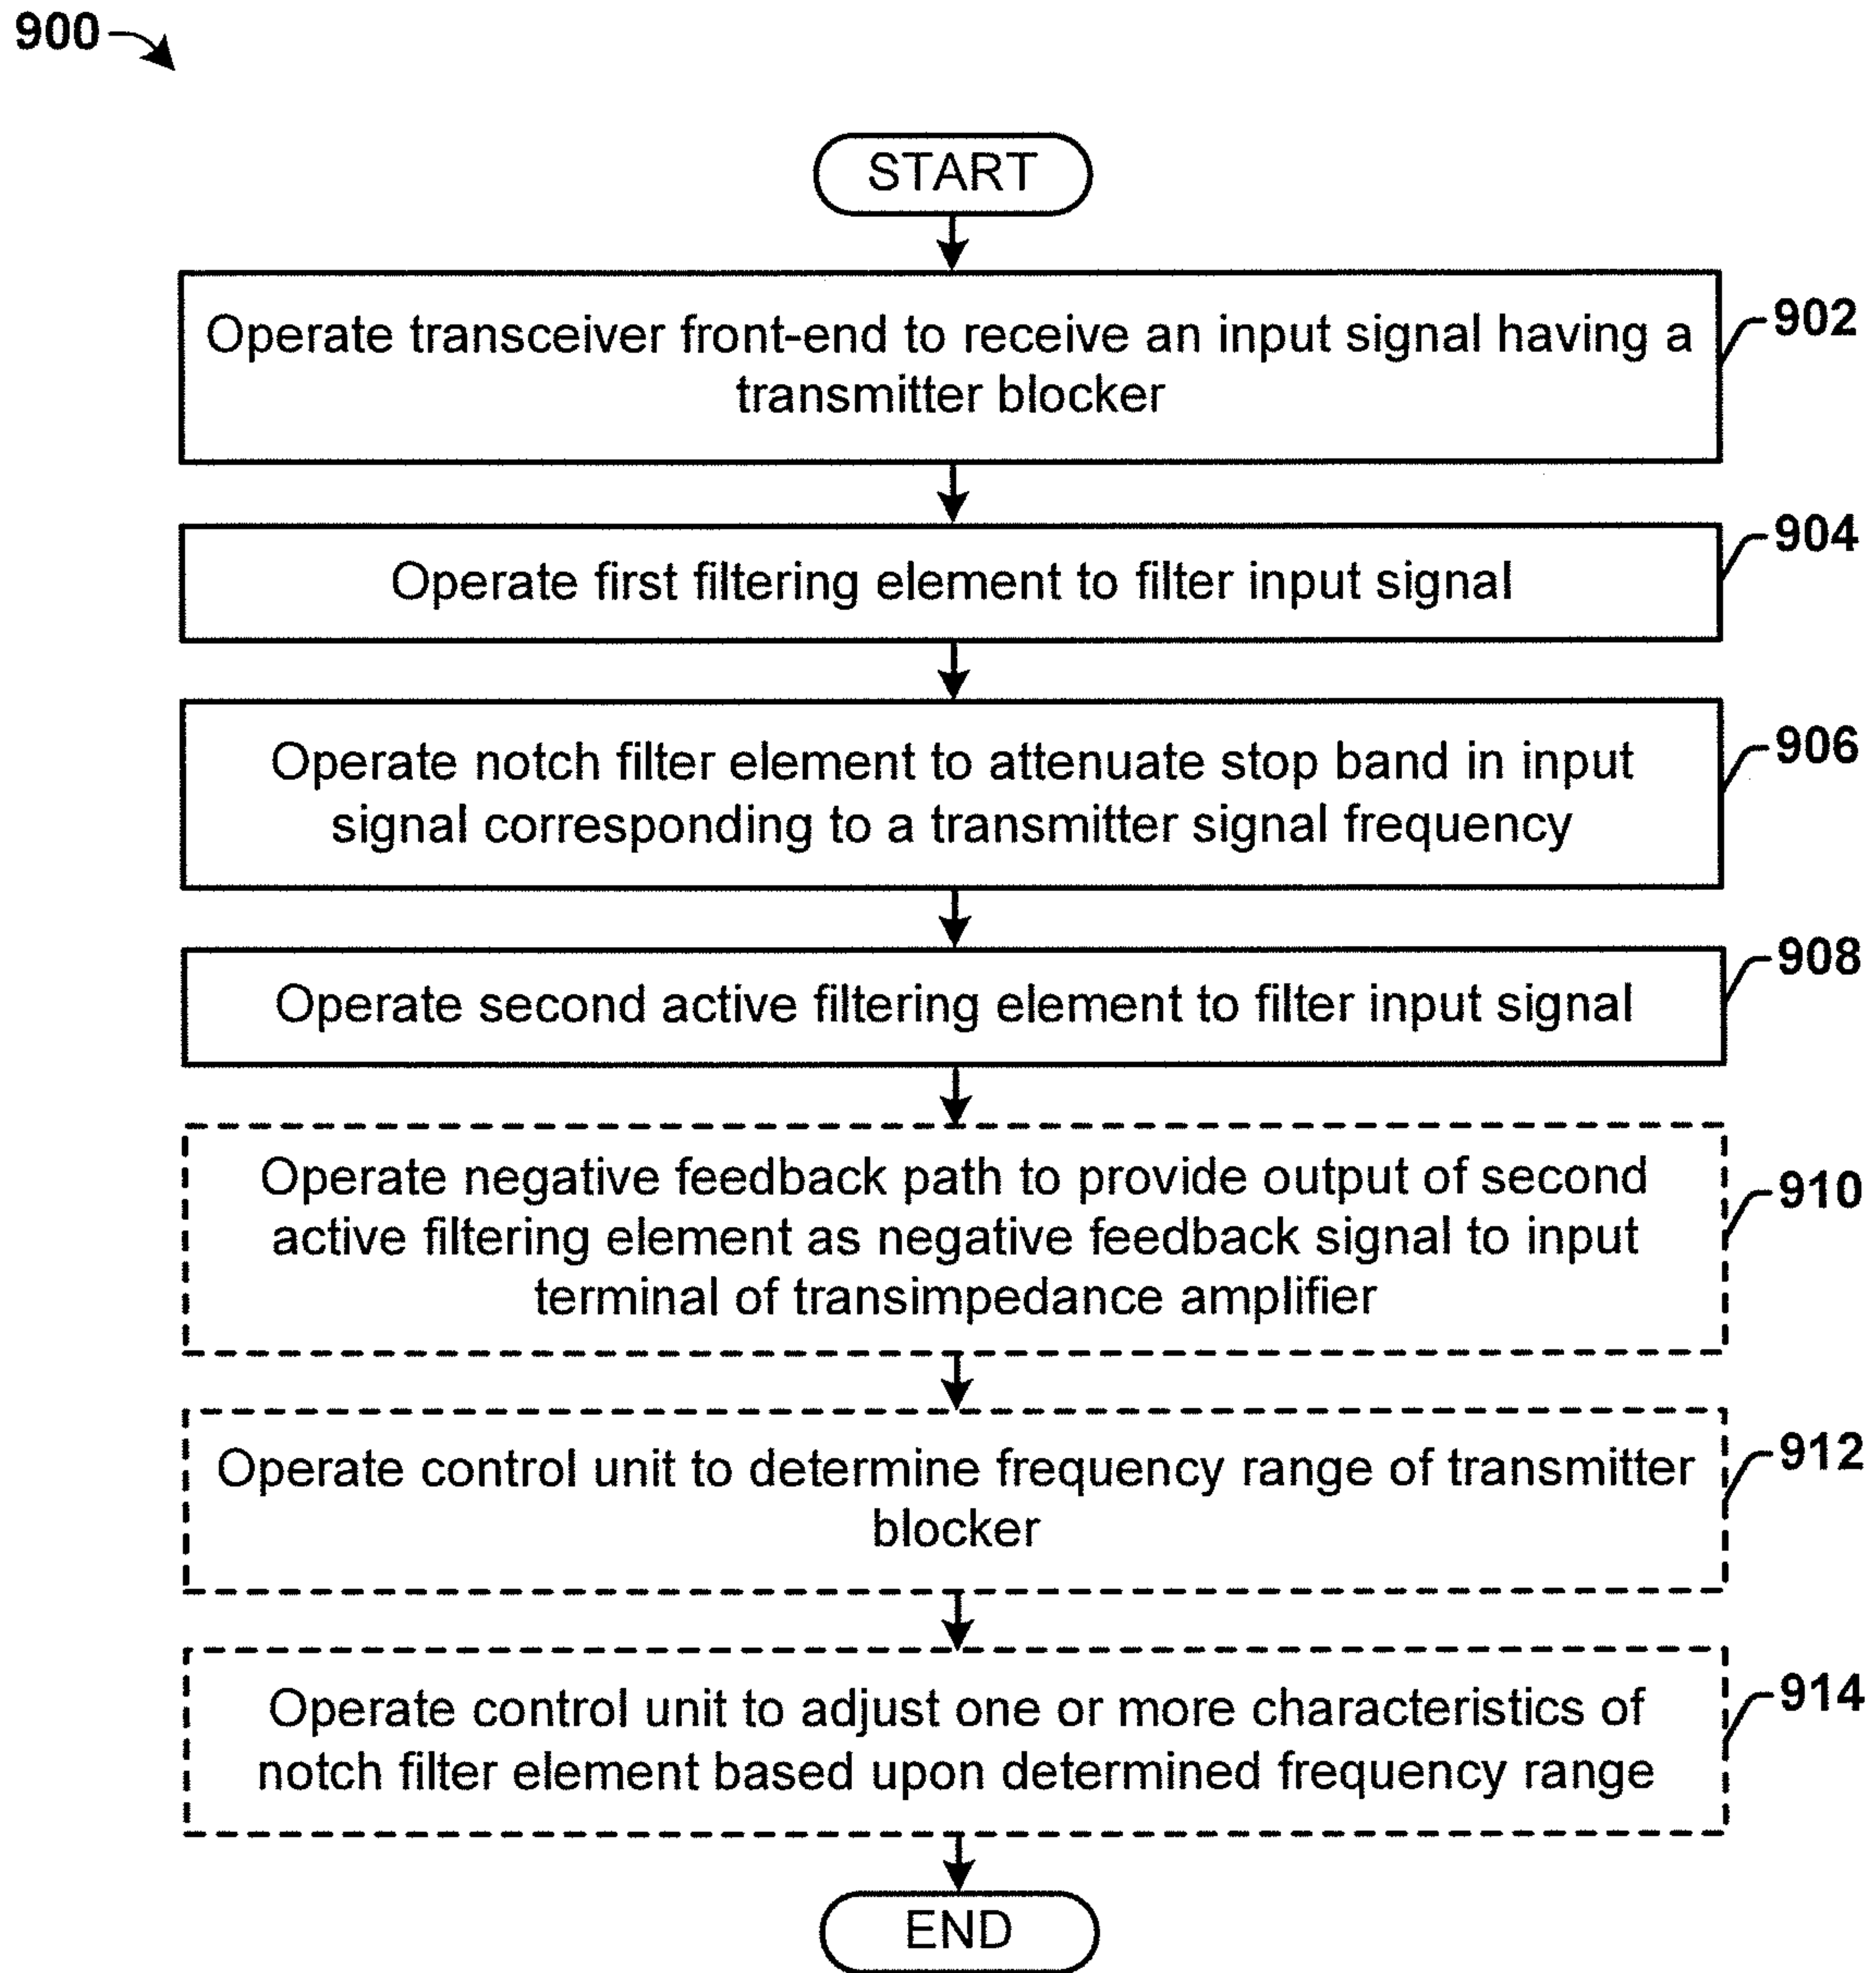 900
START
Operate transceiver front-end to receive an input signal having a
transmitter blocker
902
Operate first filtering element to filter input signal
904
Operate notch filter element to attenuate stop band in input
signal corresponding to a transmitter signal frequency
906
Operate second active filtering element to filter input signal
908
Operate negative feedback path to provide output of second
active filtering element as negative feedback signal to input
terminal of transimpedance amplifier
910
Operate control unit to determine frequency range of transmitter
blocker
912
Operate control unit to adjust one or more characteristics of
notch filter element based upon determined frequency range
914
END